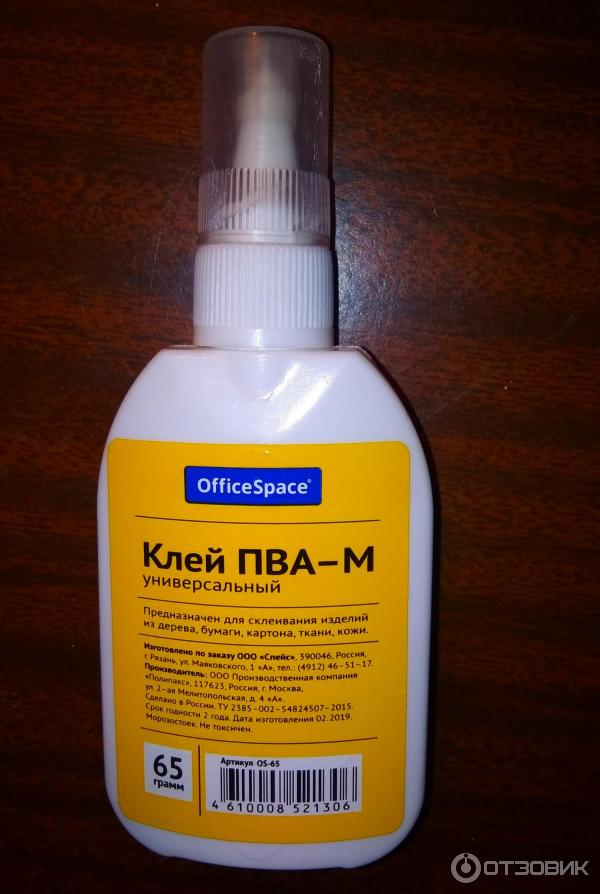 OfficeSpace®
Клей ПВА–М
универсальный
Предназначен для склеивания изделий
из дерева, бумаги, картона, ткани, кожи.
Изготовлено по заказу ООО «Спейс», 390046, Россия,
г. Рязань, ул. Маяковского, 1 «А», тел.: (4912) 46–51–17.
Производитель: ООО Производственная компания
«Полипакс», 117623, Россия, г. Москва,
ул. 2–ая Мелитопольская, д. 4 «А».
Сделано в России. ТУ 2385–002–54824507–2015.
Срок годности 2 года. Дата изготовления 02.2019.
Морозостоек. Не токсичен.
65
грамм
Артикул OS-65
4 610008 521306
ОТЗОВИК